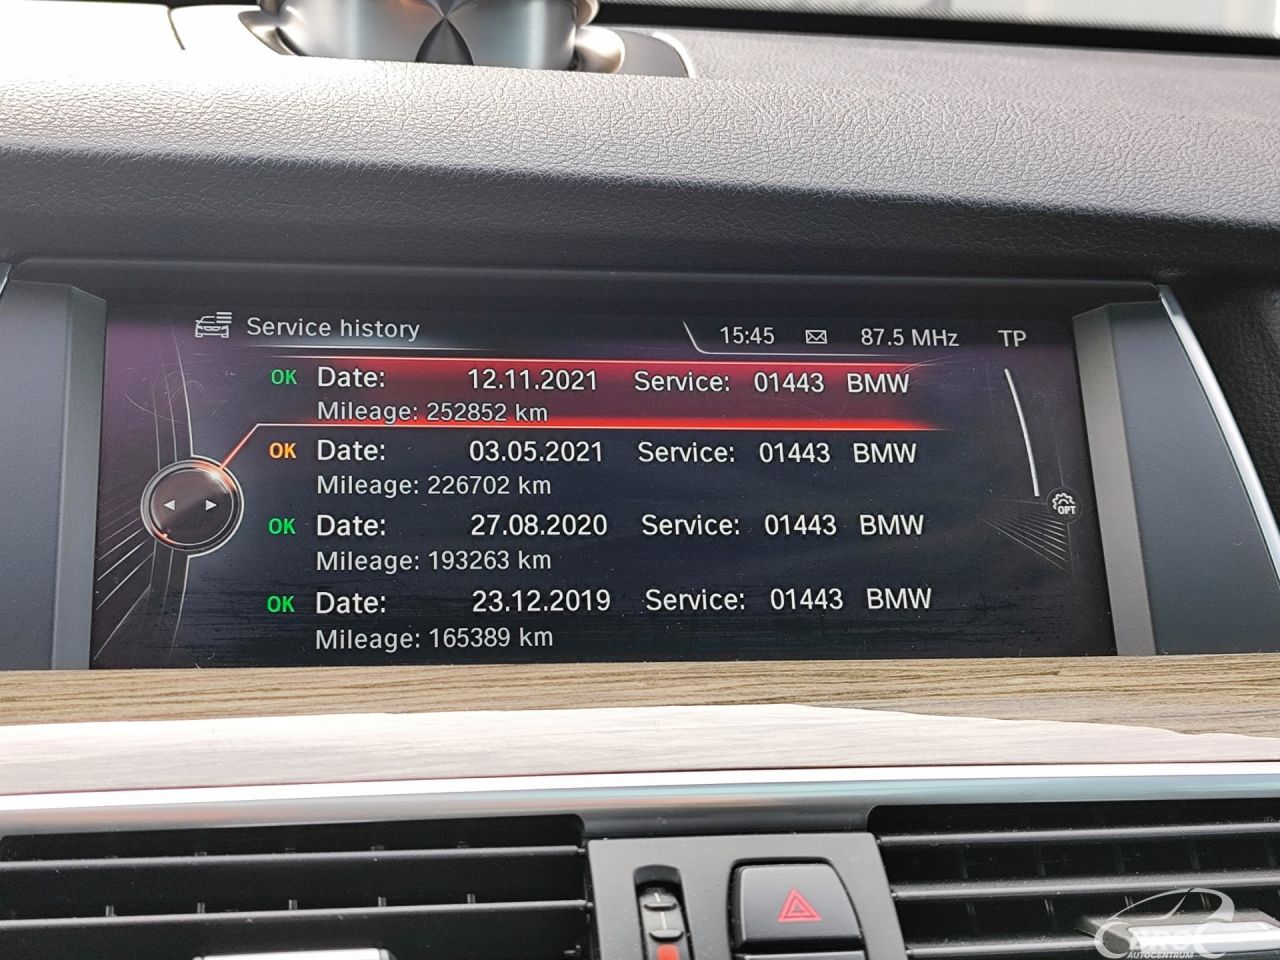 Service history
15:45 87.5 MHz TP
OK Date: 12.11.2021 Service: 01443 BMW
Mileage: 252852 km
OK Date: 03.05.2021 Service: 01443 BMW
Mileage: 226702 km
OPT
OK Date: 27.08.2020 Service: 01443 BMW
Mileage: 193263 km
OK Date: 23.12.2019 Service: 01443 BMW
Mileage: 165389 km
AUTOCENTRUM